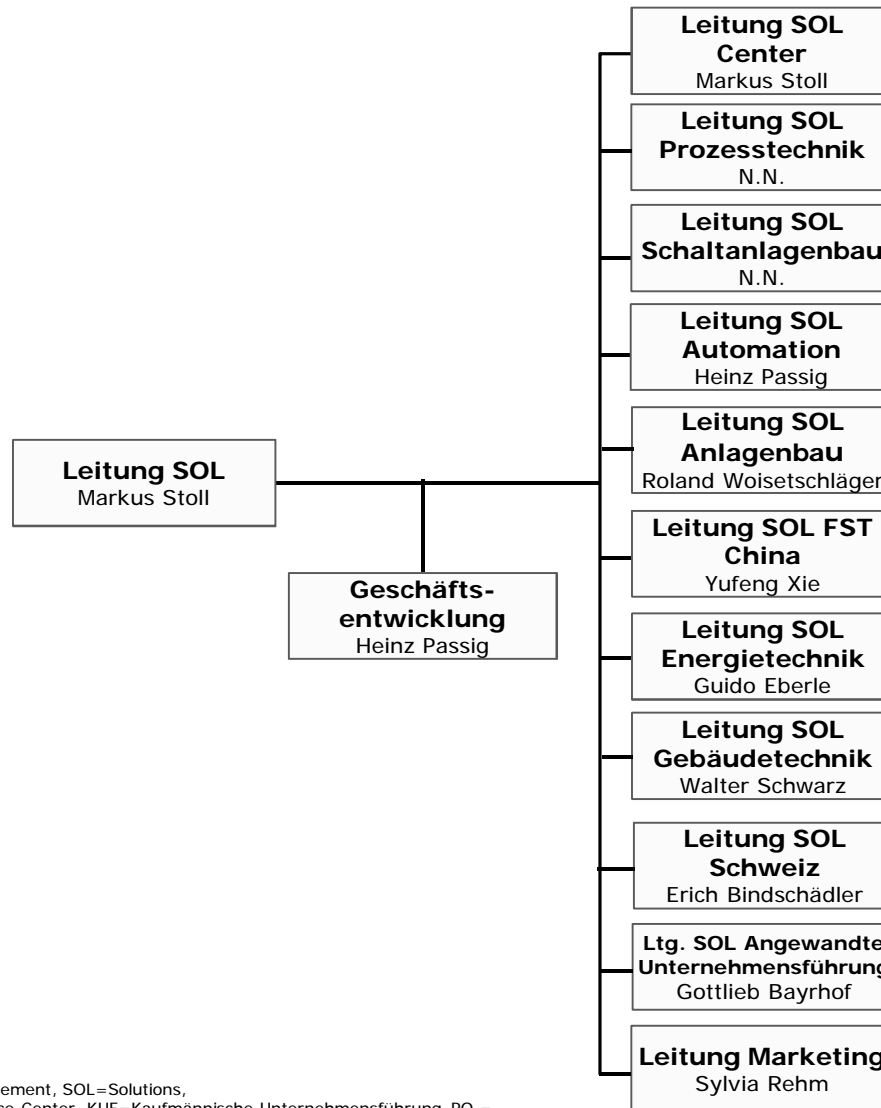 Leitung SOL
Center
Markus Stoll
Leitung SOL
Prozesstechnik
N.N.
Leitung SOL
Schaltanlagenbau
N.N.
Leitung SOL
Automation
Heinz Passig
Leitung SOL
Anlagenbau
Roland Woisetschläger
Leitung SOL
Markus Stoll
Leitung SOL FST
China
Yufeng Xie
Geschäfts-
entwicklung
Heinz Passig
Leitung SOL
Energietechnik
Guido Eberle
Leitung SOL
Gebäudetechnik
Walter Schwarz
Leitung SOL
Schweiz
Erich Bindschädler
Ltg. SOL Angewandte
Unternehmensführung
Gottlieb Bayrhof
Leitung Marketing
Sylvia Rehm
ement, SOL=Solutions,
Center, KUF=Kaufmännische Unternehmensführung, PO =